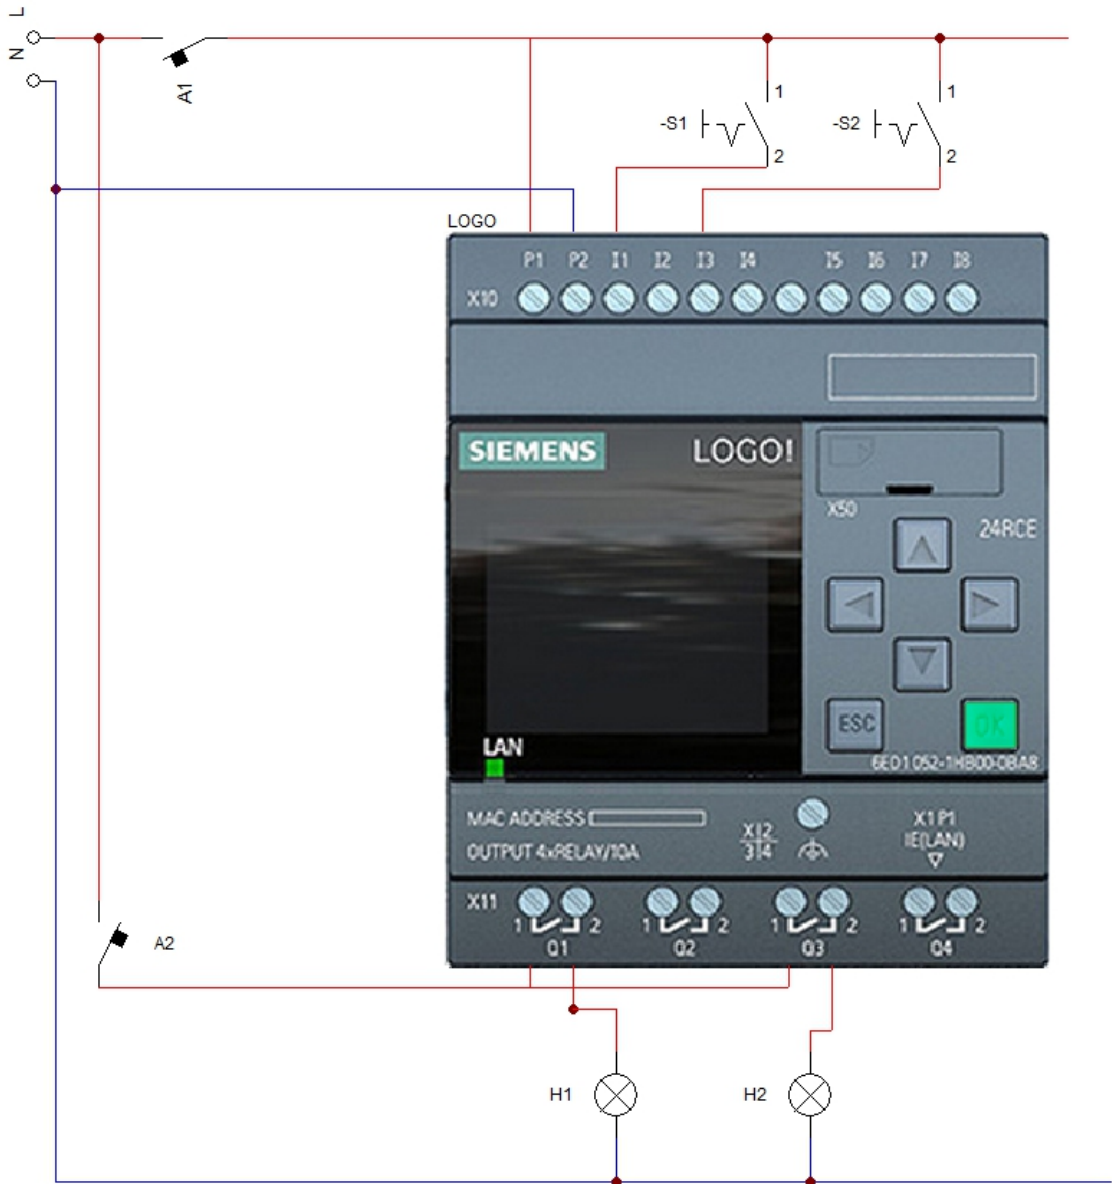 L
N
A1
-S1
1
2
-S2
1
2
LOGO
P1 P2 I1 I2 I3 I4 I5 I6 I7 I8
X10
SIEMENS LOGO!
X50
24RCE
ESC OK
LAN
6ED1 052-1HB00-0BA8
MAC ADDRESS
OUTPUT 4xRELAY/10A
X12
3|4
X1 P1
IE(LAN)
X11
1 2 1 2 1 2 1 2
Q1 Q2 Q3 Q4
A2
H1
H2